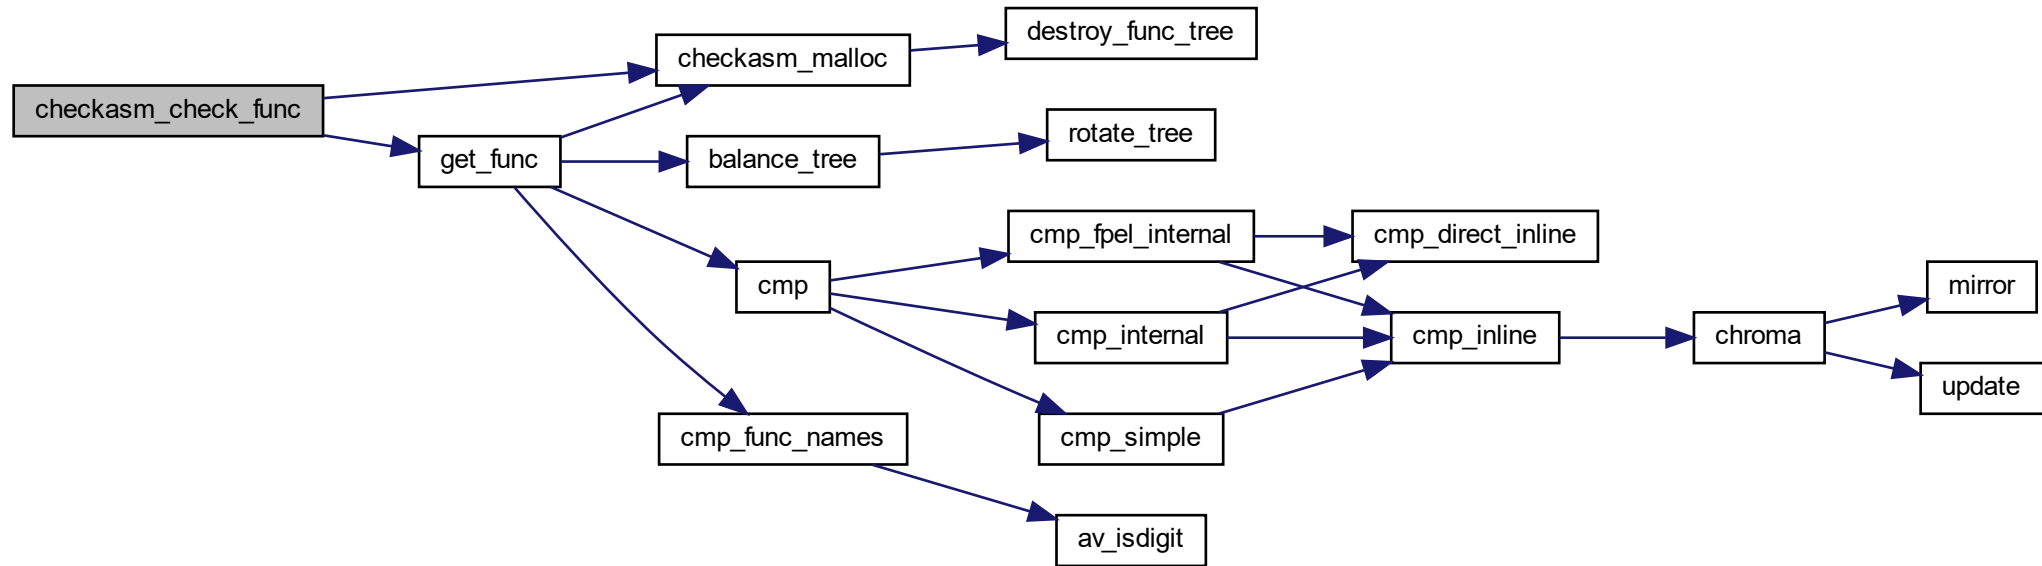 destroy_func_tree
checkasm_malloc
checkasm_check_func
rotate_tree
get_func
balance_tree
cmp_fpel_internal
cmp_direct_inline
cmp
mirror
cmp_internal
cmp_inline
chroma
update
cmp_func_names
cmp_simple
av_isdigit